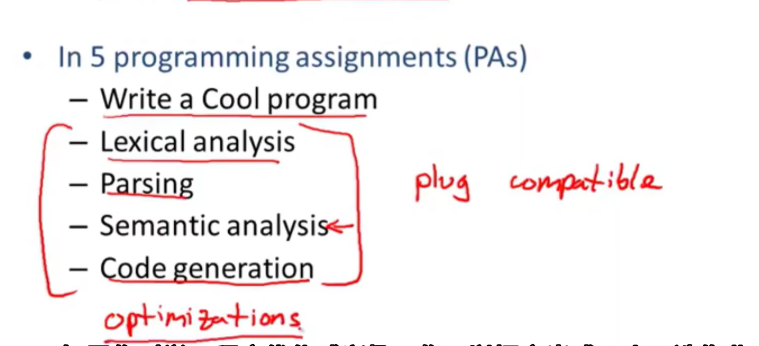 • In 5 programming assignments (PAs)
– Write a Cool program
– Lexical analysis
– Parsing
plug compatible
– Semantic analysis
– Code generation
optimizations